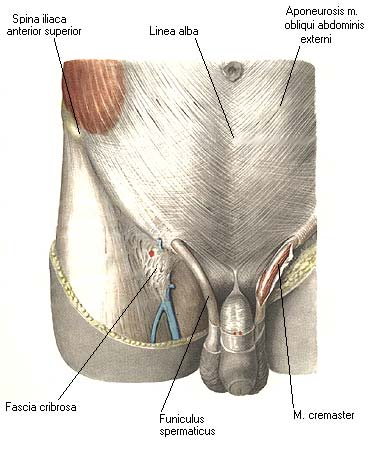 Spina iliaca
anterior superior
Linea alba
Aponeurosis m.
obliqui abdominis
externi
Fascia cribrosa
Funiculus
spermaticus
M. cremaster